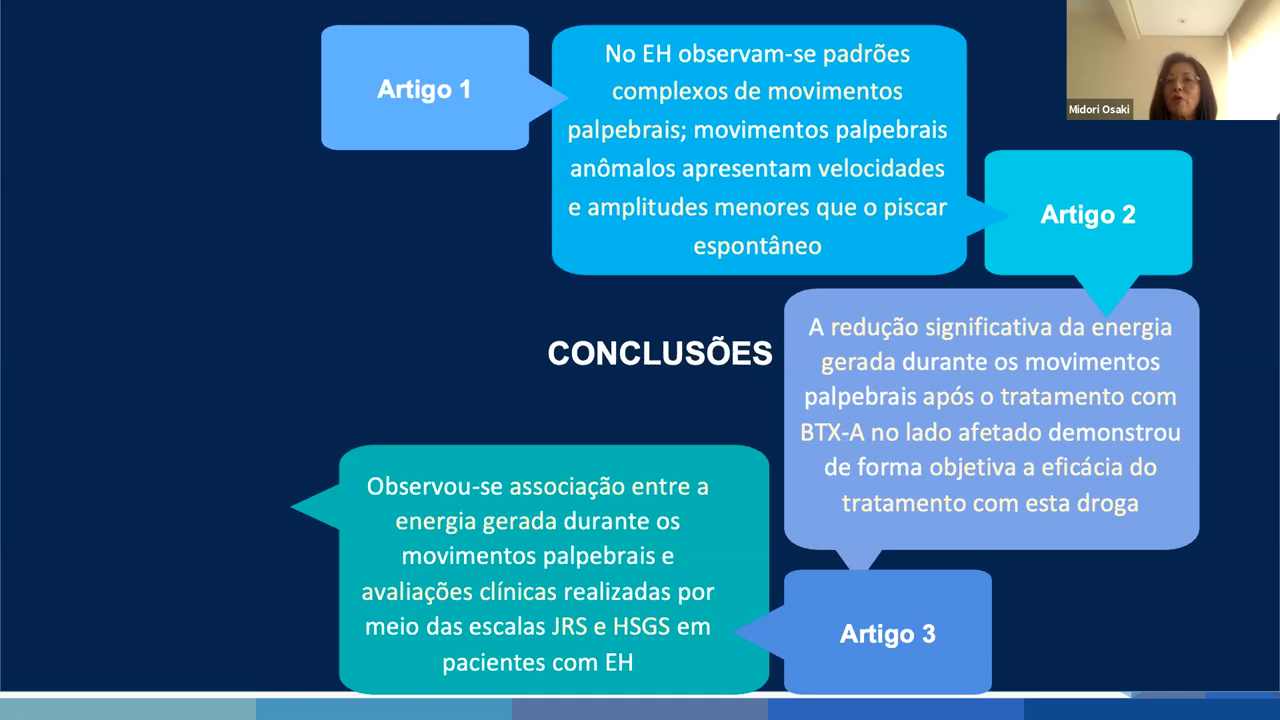 Artigo 1
No EH observam-se padrões
complexos de movimentos
palpebrais; movimentos palpebrais
anômalos apresentam velocidades
e amplitudes menores que o piscar
espontâneo
Midori Osaki
Artigo 2
A redução significativa da energia
gerada durante os movimentos
palpebrais após o tratamento com
BTX-A no lado afetado demonstrou
de forma objetiva a eficácia do
tratamento com esta droga
CONCLUSÕES
Artigo 3
Observou-se associação entre a
energia gerada durante os
movimentos palpebrais e
avaliações clínicas realizadas por
meio das escalas JRS e HSGS em
pacientes com EH